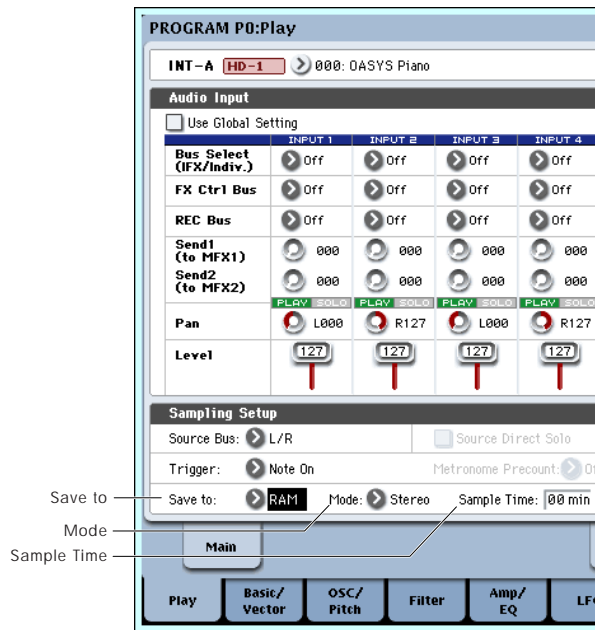 PROGRAM P0:Play
INT-A HD-1 000: OASYS Piano
Audio Input
Use Global Setting
INPUT 1 INPUT 2 INPUT 3 INPUT 4
Bus Select
(IFX/Indiv.) Off Off Off Off
FX Ctrl Bus Off Off Off Off
REC Bus Off Off Off Off
Send1
(to MFX1) 000 000 000 000
Send2
(to MFX2) 000 000 000 000
PLAY SOLO PLAY SOLO PLAY SOLO PLAY SOLO
Pan L000 R127 L000 R127
Level 127 127 127 127
Sampling Setup
Source Bus: L/R Source Direct Solo
Trigger: Note On Metronome Precount:
Save to Save to: RAM Mode: Stereo Sample Time: 00 min
Mode
Sample Time
Main
Play Basic/
Vector OSC/
Pitch Filter Amp/
EQ